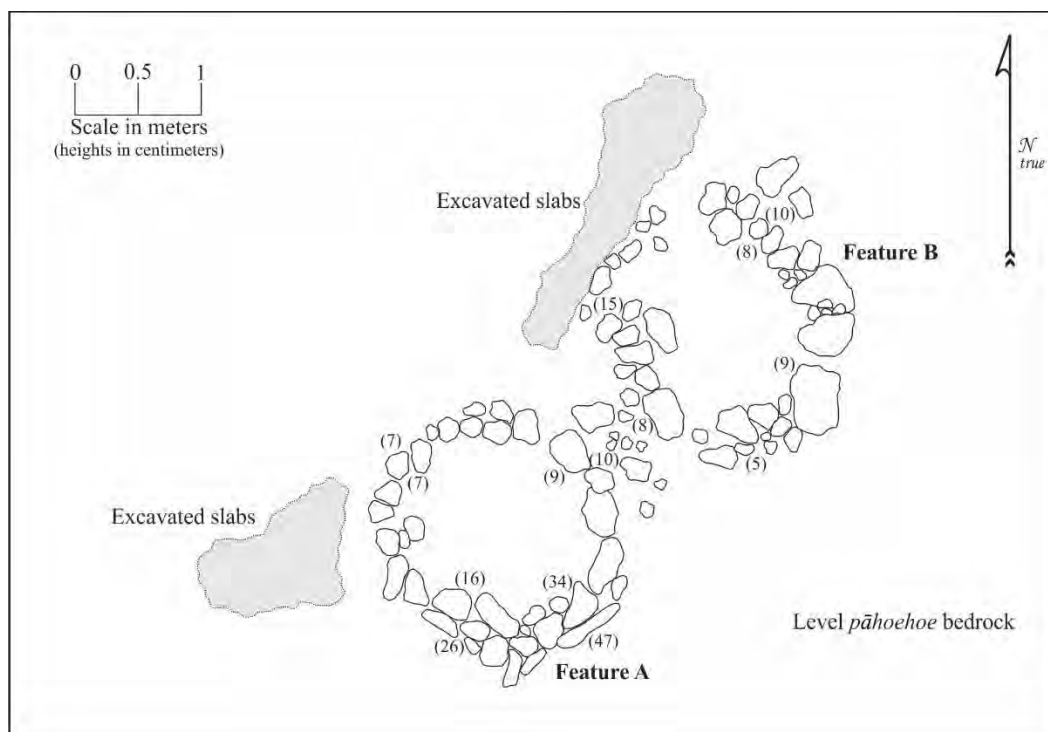 0 0.5 1
Scale in meters
(heights in centimeters)
N
true
Excavated slabs
(10)
(8)
Feature B
(15)
(9)
(8)
(5)
(7)
(7)
(10)
(9)
Excavated slabs
(16)
(34)
(26)
(47)
Feature A
Level pāhoehoe bedrock